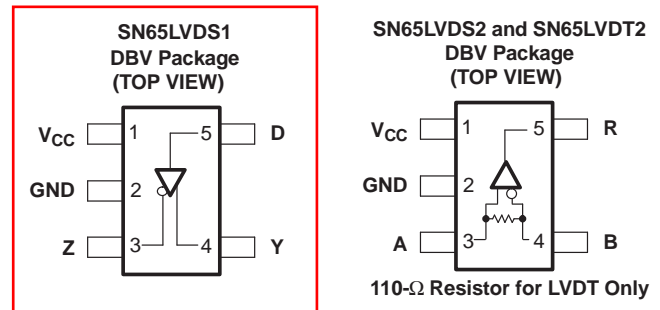 SN65LVDS1
DBV Package
(TOP VIEW)
VCC 1 5 D
GND 2
Z 3 4 Y
SN65LVDS2 and SN65LVDT2
DBV Package
(TOP VIEW)
VCC 1 5 R
GND 2
A 3 4 B
110-Ω Resistor for LVDT Only